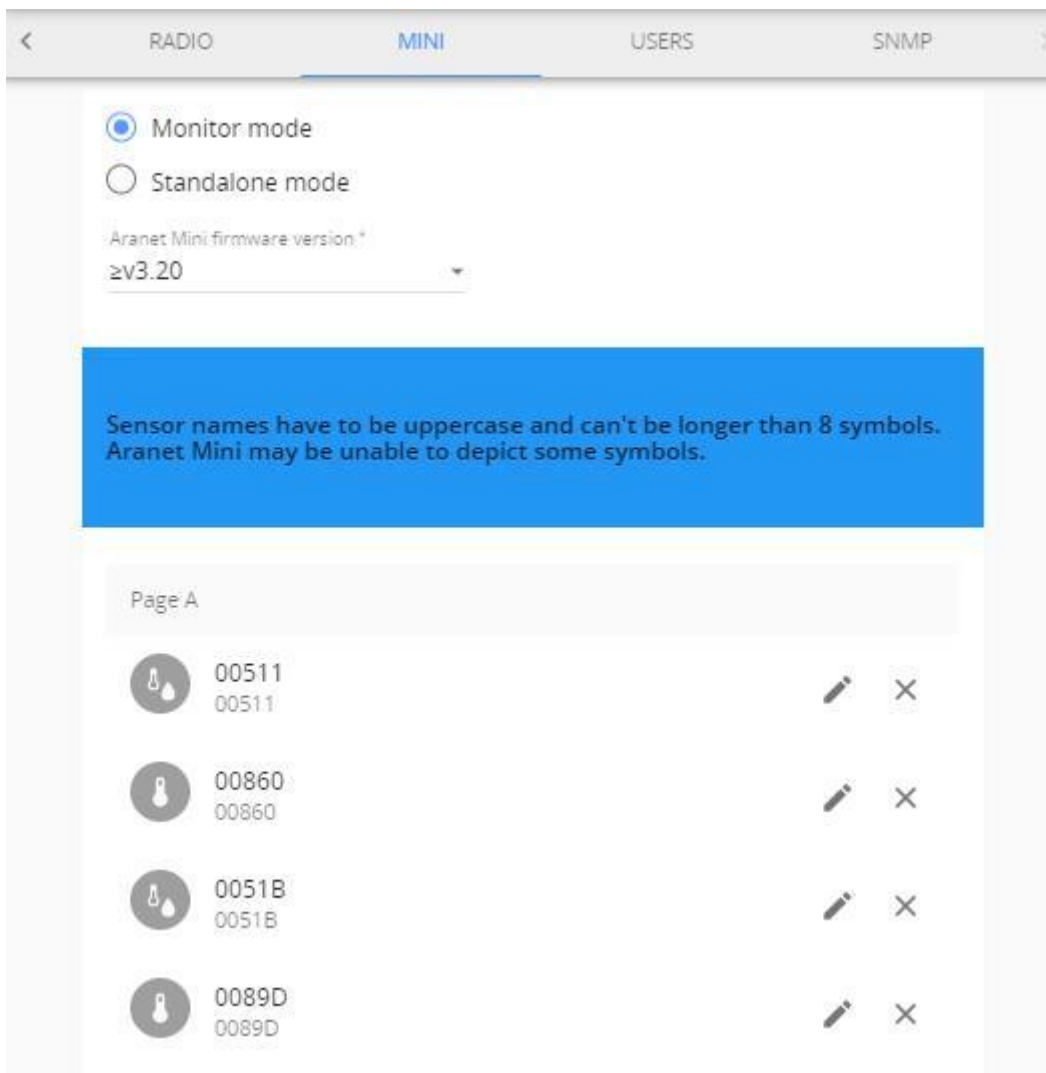 RADIO MINI USERS SNMP
Monitor mode
Standalone mode
Aranet Mini firmware version *
≥v3.20
Sensor names have to be uppercase and can't be longer than 8 symbols.
Aranet Mini may be unable to depict some symbols.
Page A
00511
00511
00860
00860
0051B
0051B
0089D
0089D